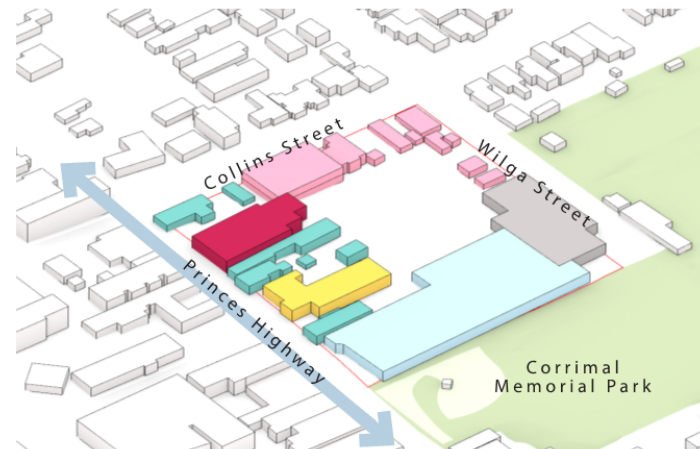 Collins Street
Wilga Street
Princes Highway
Corrimal
Memorial Park